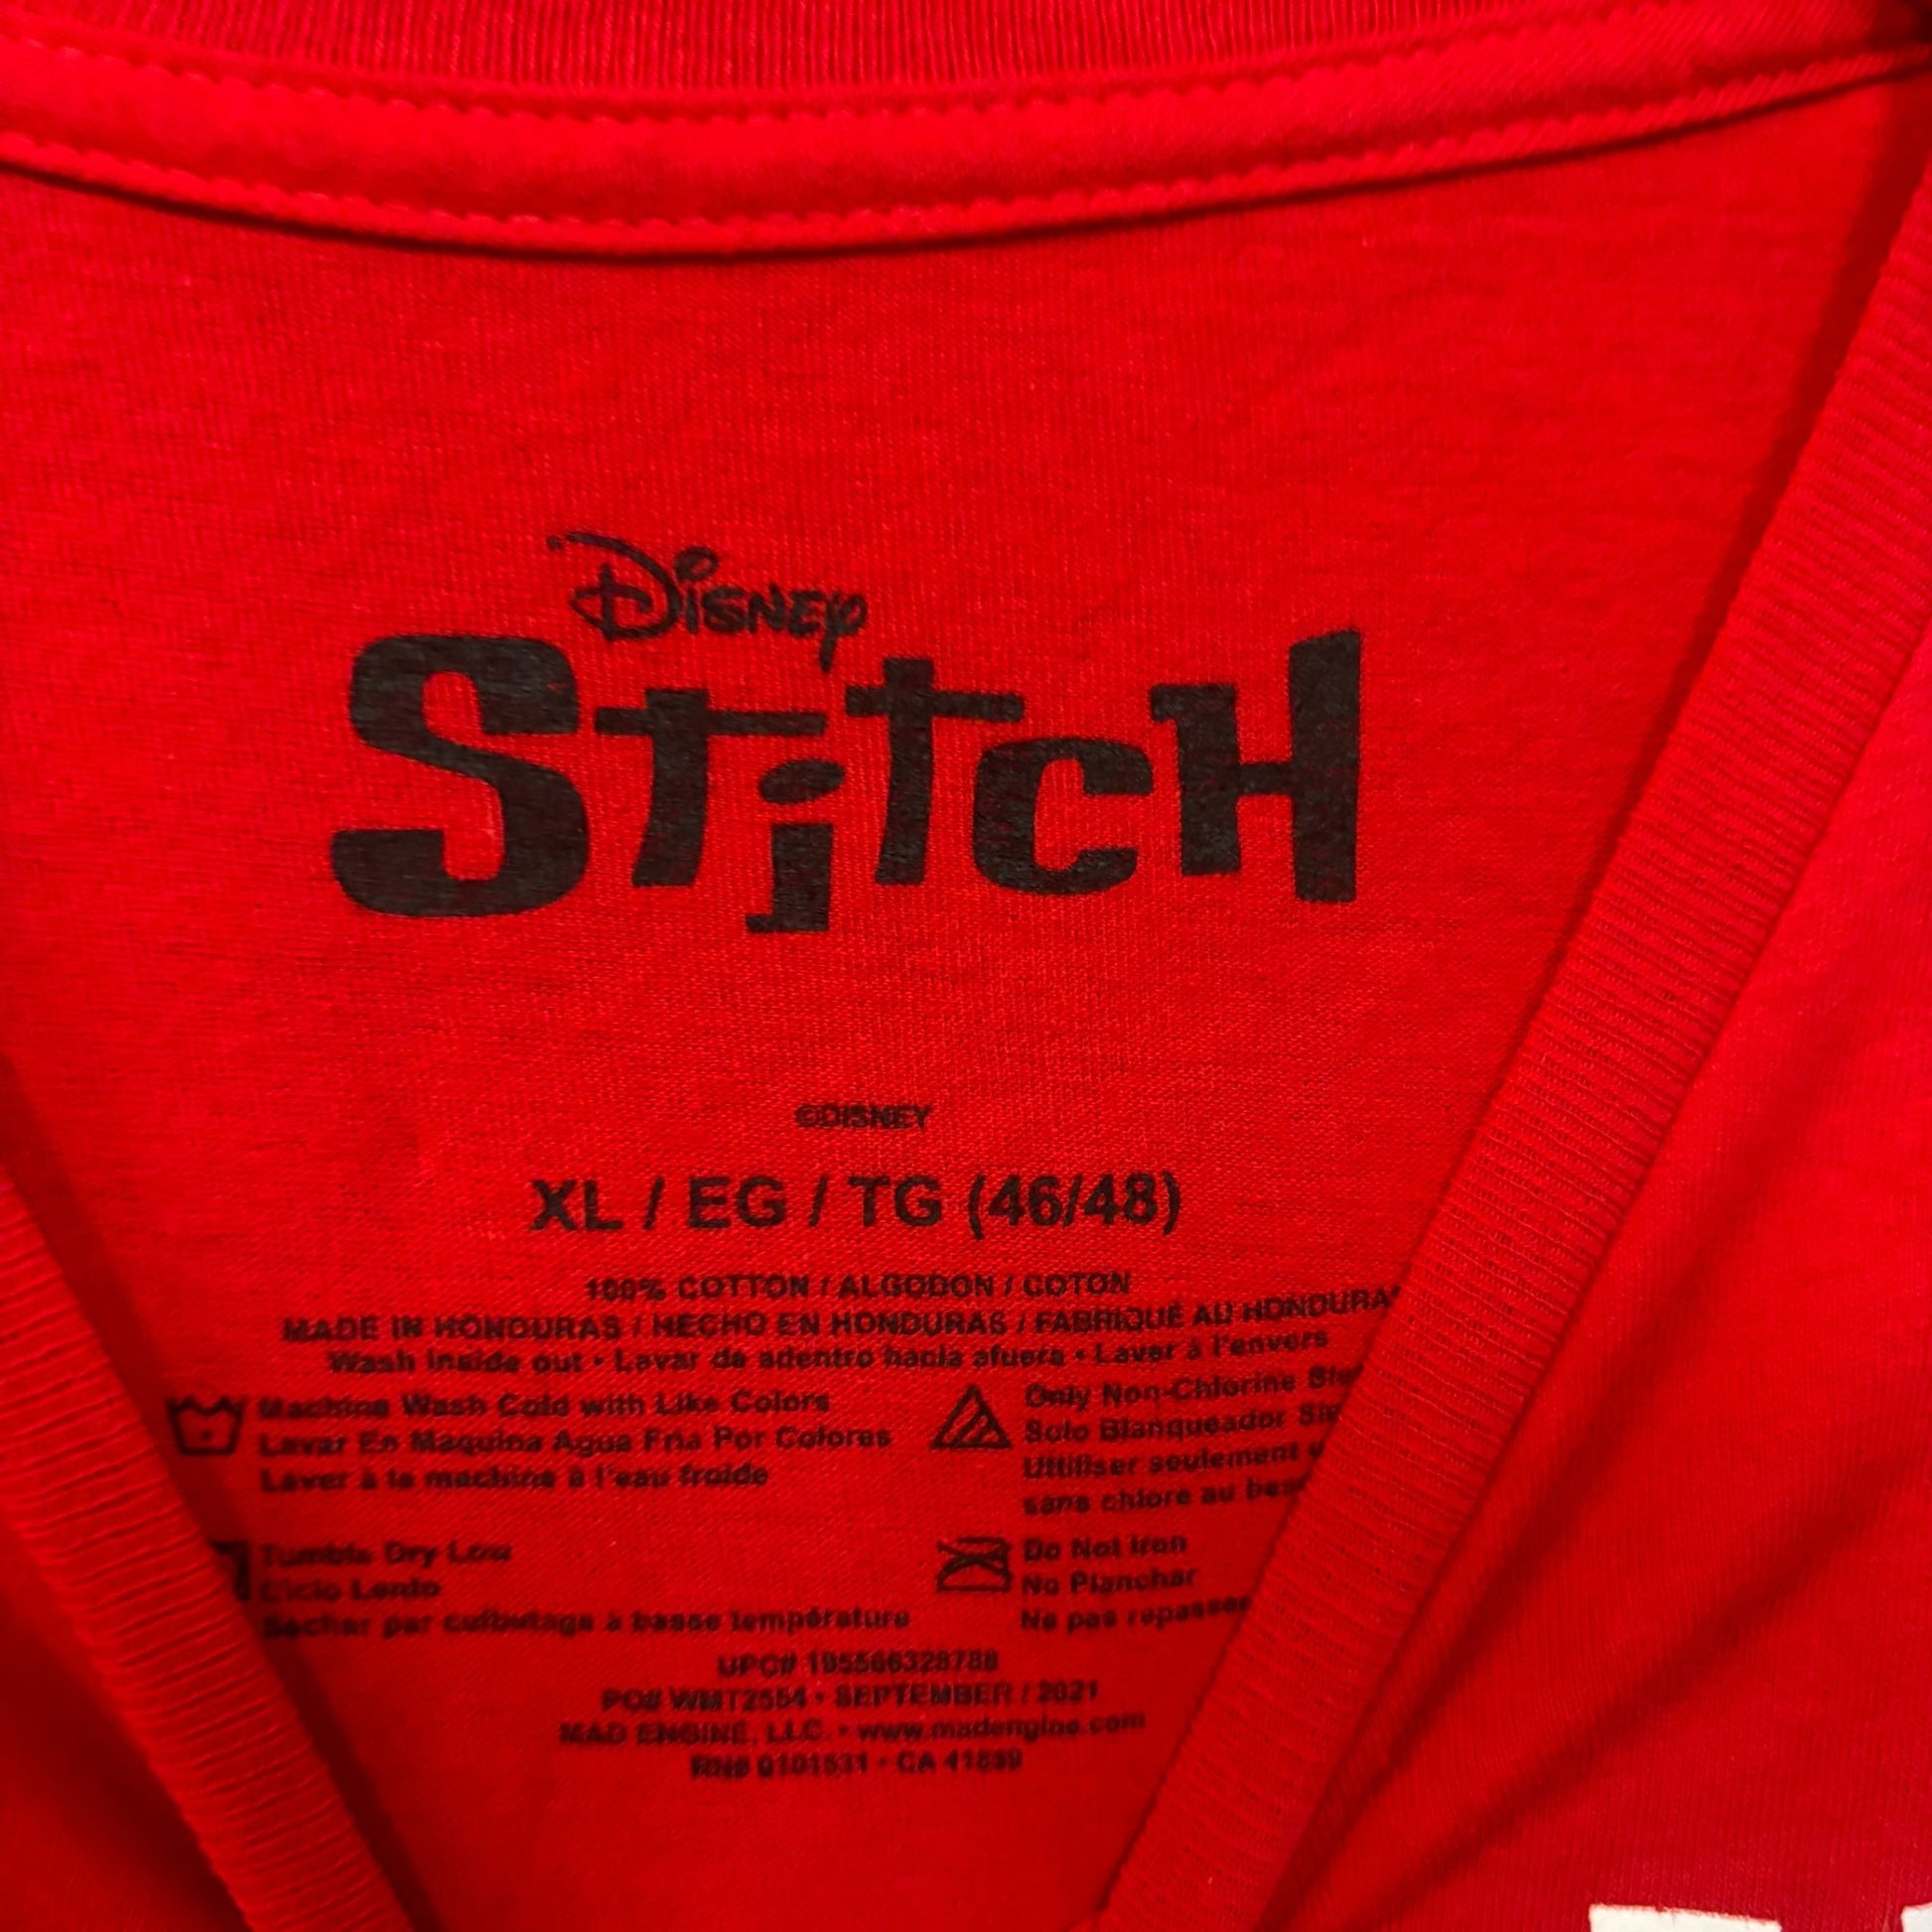 Disney
Stitch
©DISNEY
XL / EG / TG (46/48)
100% COTTON / ALGODON / COTON
MADE IN HONDURAS / HECHO EN HONDURAS / FABRIQUÉ AU HONDURAS
Wash inside out • Lavar de adentro hacia afuera • Laver à l'envers
Machine Wash Cold with Like Colors
Lavar En Maquina Agua Fria Por Colores
Laver à la machine à l'eau froide
Only Non-Chlorine
Solo Blanqueador
Uttiliser seulement
sans chlore au
Tumble Dry Low
Ciclo Lento
Sechar par culbutage à basse température
Do Not Iron
No Planchar
Ne pas repasser
UPC# 195566328788
PO# WMT2554 • SEPTEMBER / 2021
MAD ENGINE, LLC. • www.madengine.com
RN# 0101531 • CA